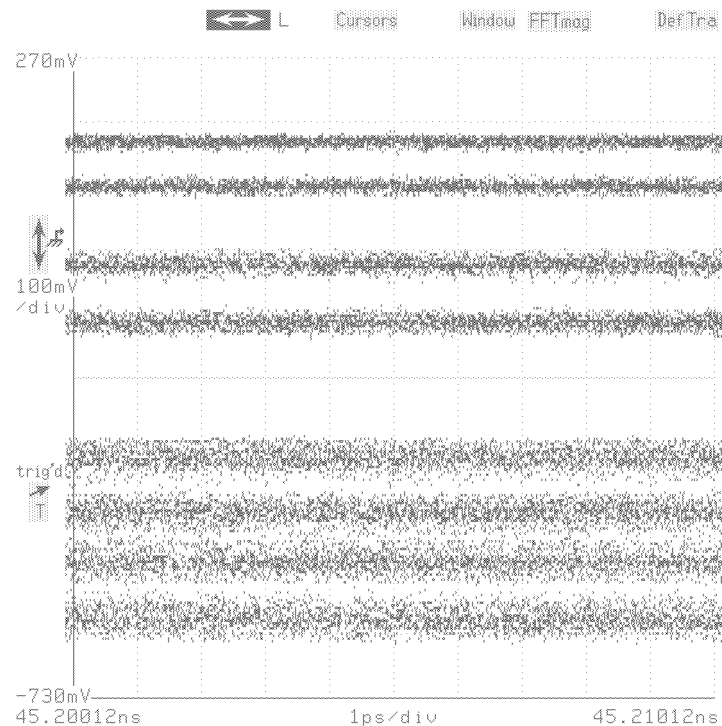 L Cursors Window FFTmag DefTra
270mV
100mV
/div
trig'd
T
-730mV
45.20012ns 1ps/div 45.21012ns